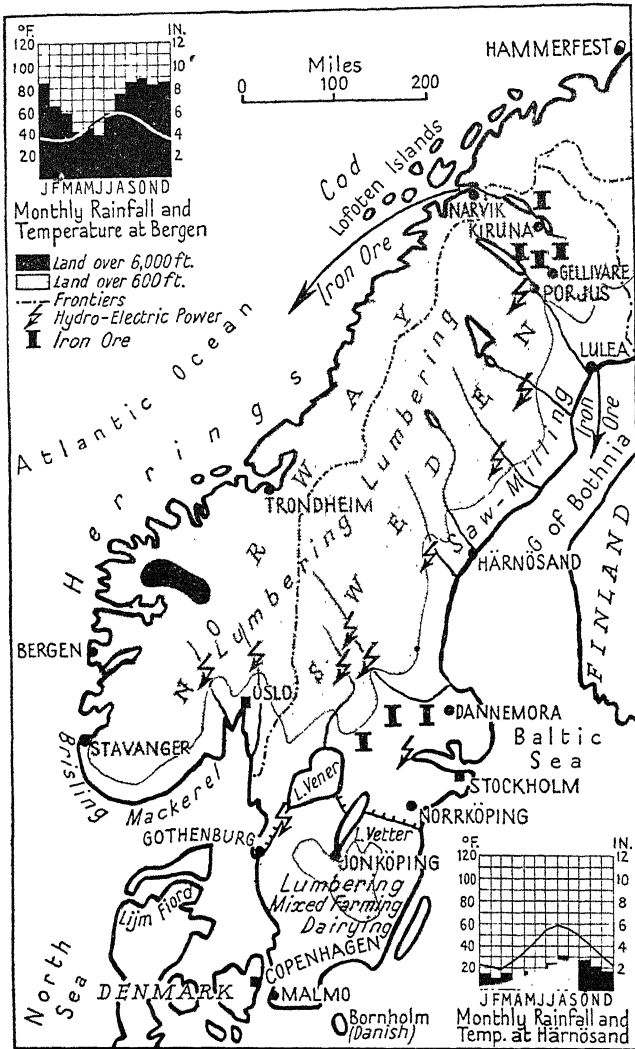 °F. IN.
120 12
100 10
80 8
60 6
40 4
20 2
JFMAMJJASOND
Monthly Rainfall and
Temperature at Bergen
Land over 6,000 ft.
Land over 600 ft.
Frontiers
Hydro-Electric Power
Iron Ore
Miles
0 100 200
HAMMERFEST
Cod
Lofoten Islands
NARVIK
KIRUNA
Iron Ore
GELLIVARE
PORJUS
LULEA
Iron Ore
Atlantic Ocean
Herrings
NORWAY
SWEDEN
Lumbering
Lumbering
Saw-Milling
G of Bothnia
FINLAND
TRONDHEIM
HÄRNÖSAND
BERGEN
OSLO
STAVANGER
Brisling
Mackerel
DANNEMORA
Baltic
Sea
STOCKHOLM
L. Vener
NORRKÖPING
L. Vetter
GOTHENBURG
JONKÖPING
Lumbering
Mixed Farming
Dairying
Lijm Fiord
COPENHAGEN
North
Sea
DENMARK
MALMO
Bornholm
(Danish)
°F. IN.
120 12
100 10
80 8
60 6
40 4
20 2
JFMAMJJASOND
Monthly Rainfall and
Temp. at Härnösand